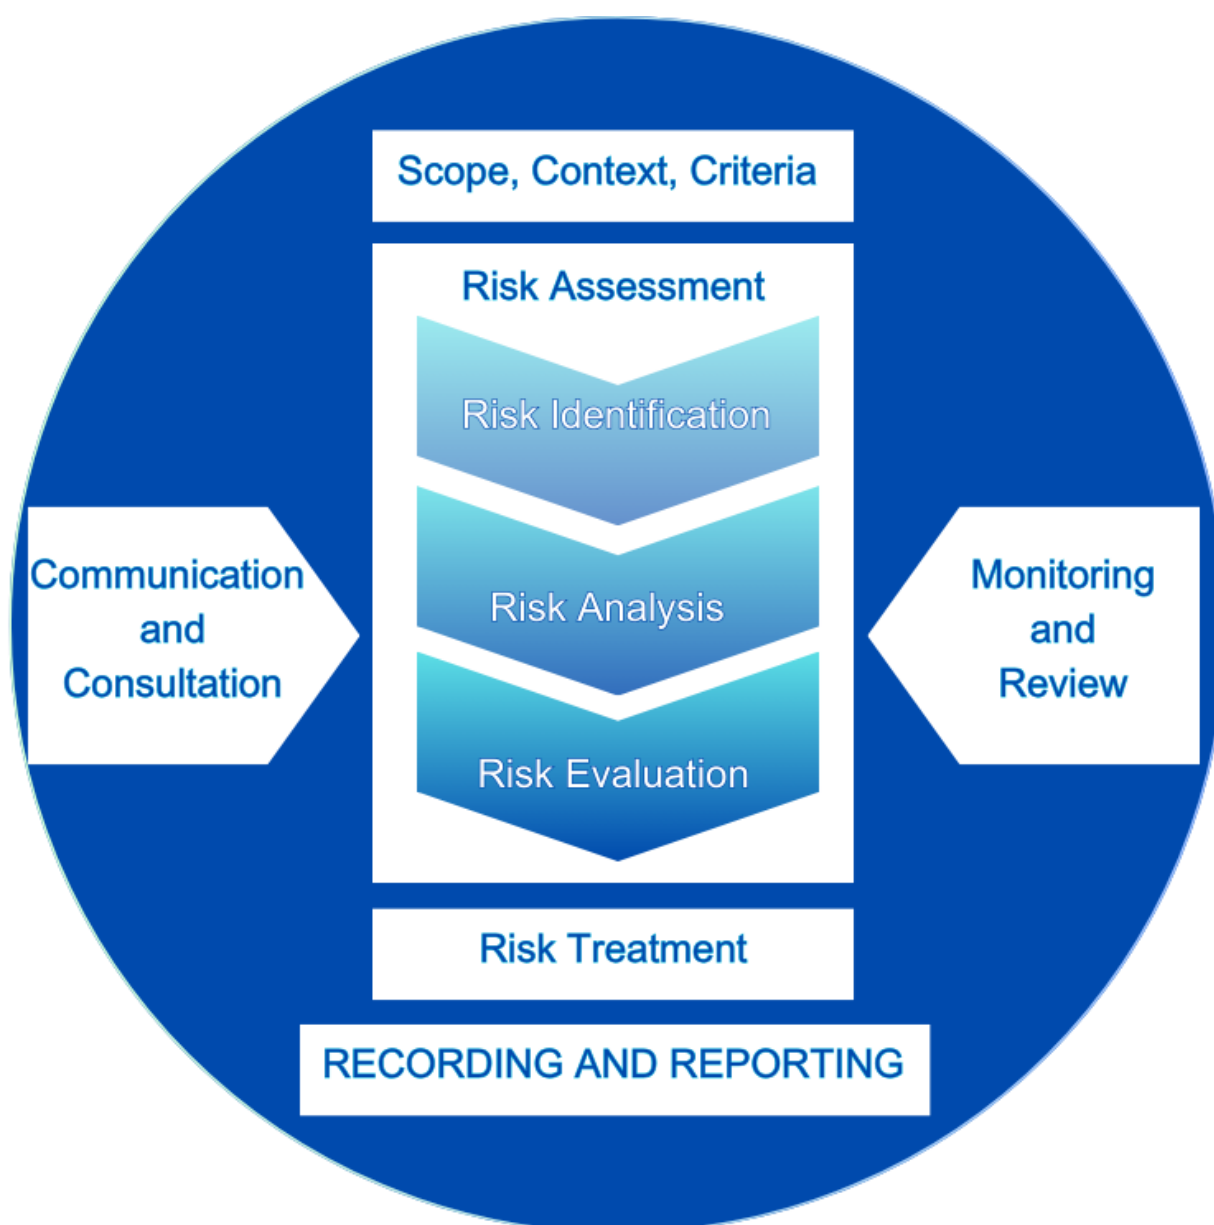 Scope, Context, Criteria
Risk Assessment
Risk Identification
Risk Analysis
Risk Evaluation
Communication
and
Consultation
Monitoring
and
Review
Risk Treatment
RECORDING AND REPORTING